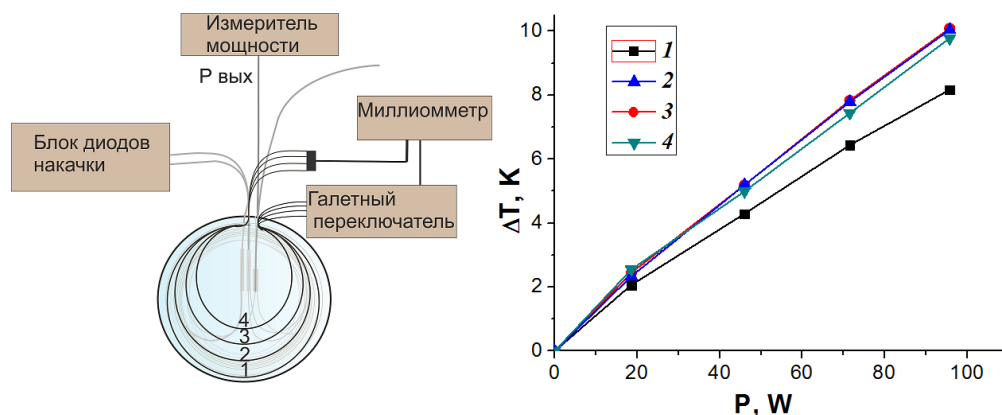 Измеритель
мощности
P вых
Миллиомметр
Блок диодов
накачки
Галетный
переключатель
4
3
2
1
ΔT, K
10
8
6
4
2
0
1
2
3
4
0
20
40
60
80
100
P, W